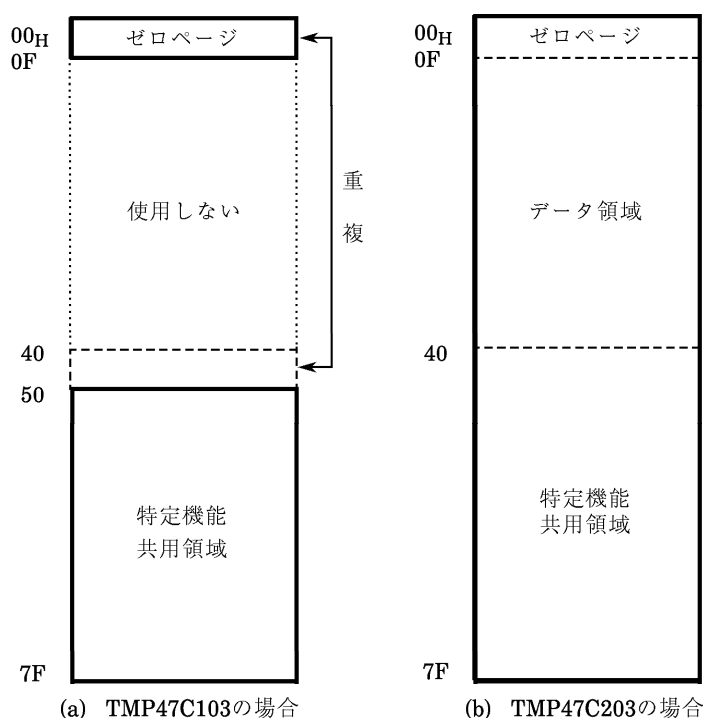 00H
0F
ゼロページ
使用しない
重
複
40
50
特定機能
共用領域
7F
(a) TMP47C103の場合
00H
0F
ゼロページ
データ領域
40
特定機能
共用領域
7F
(b) TMP47C203の場合